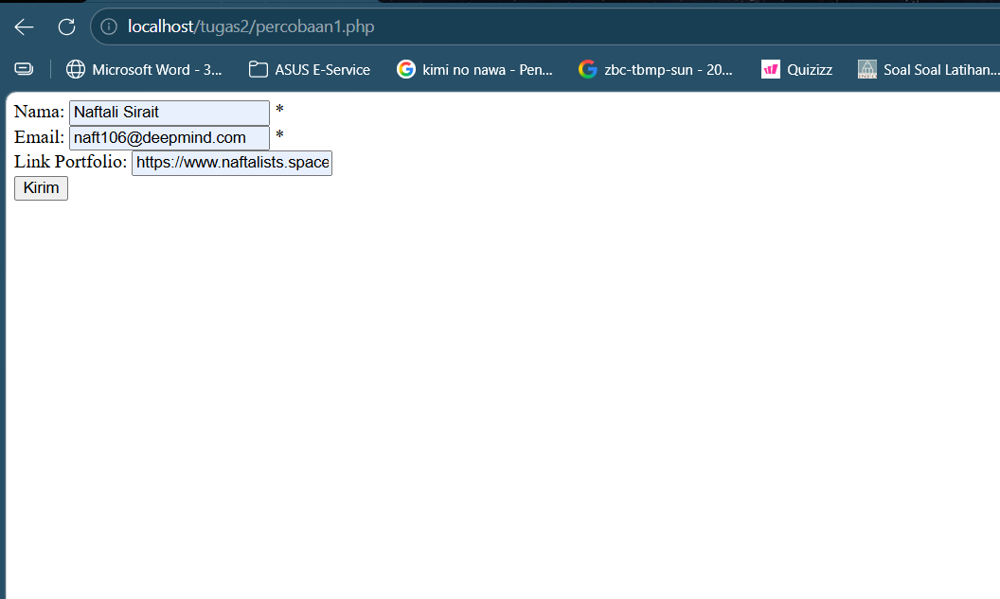 localhost/tugas2/percobaan1.php
Microsoft Word - 3... ASUS E-Service kimi no nawa - Pen... zbc-tbmp-sun - 20... Quizizz Soal Soal Latihan...
Nama: Naftali Sirait *
Email: naft106@deepmind.com *
Link Portfolio: https://www.naftalists.space
Kirim